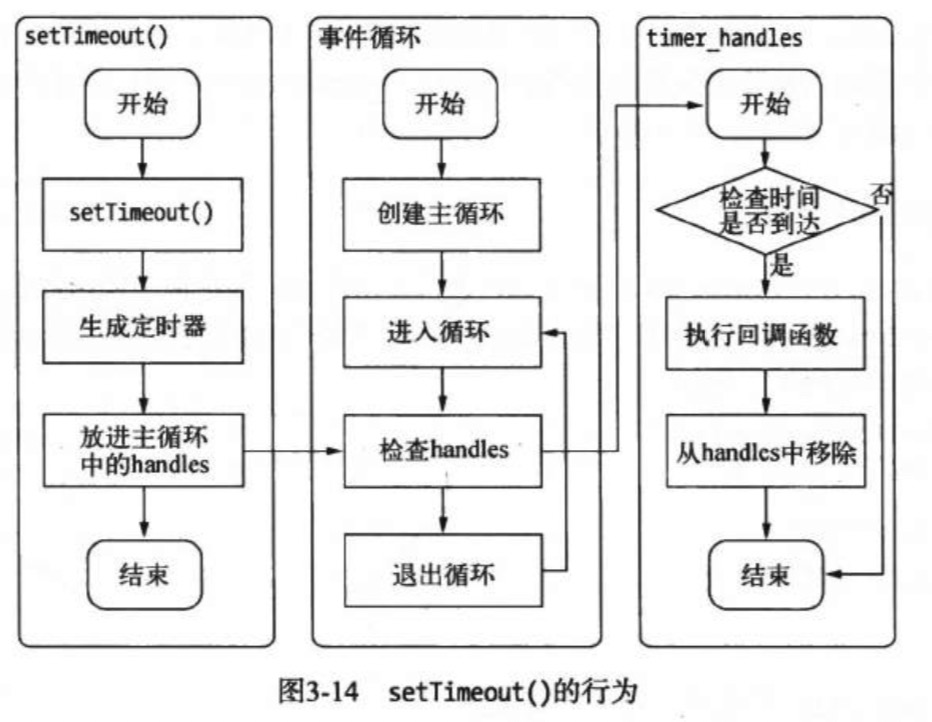 setTimeout()
开始
setTimeout()
生成定时器
放进主循环
中的handles
结束
事件循环
开始
创建主循环
进入循环
检查handles
退出循环
timer_handles
开始
检查时间
是否到达
否
是
执行回调函数
从handles中移除
结束
图3-14 setTimeout()的行为